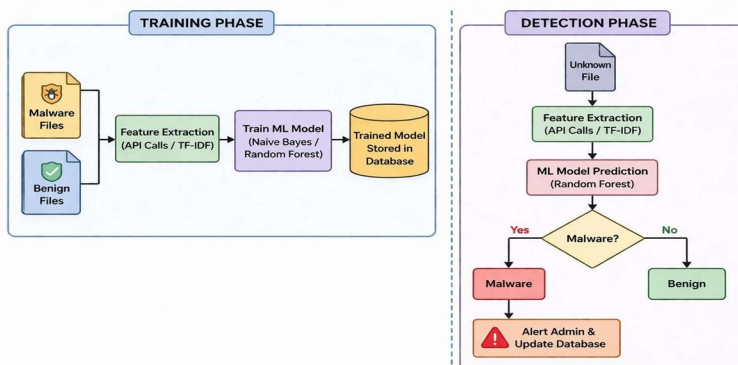 TRAINING PHASE
Malware
Files
Benign
Files
Feature Extraction
(API Calls / TF-IDF)
Train ML Model
(Naive Bayes /
Random Forest)
Trained Model
Stored in
Database
DETECTION PHASE
Unknown
File
Feature Extraction
(API Calls / TF-IDF)
ML Model Prediction
(Random Forest)
Malware?
Yes
No
Malware
Benign
Alert Admin &
Update Database